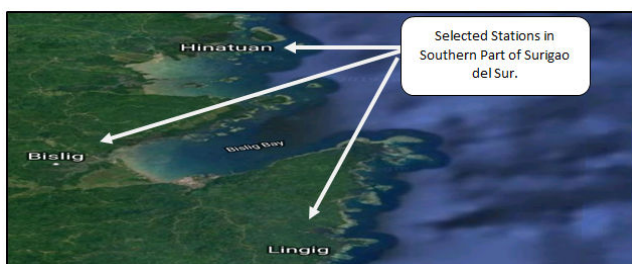 Hinatuan
Selected Stations in
Southern Part of Surigao
del Sur.
Bislig
Bislig Bay
Lingig